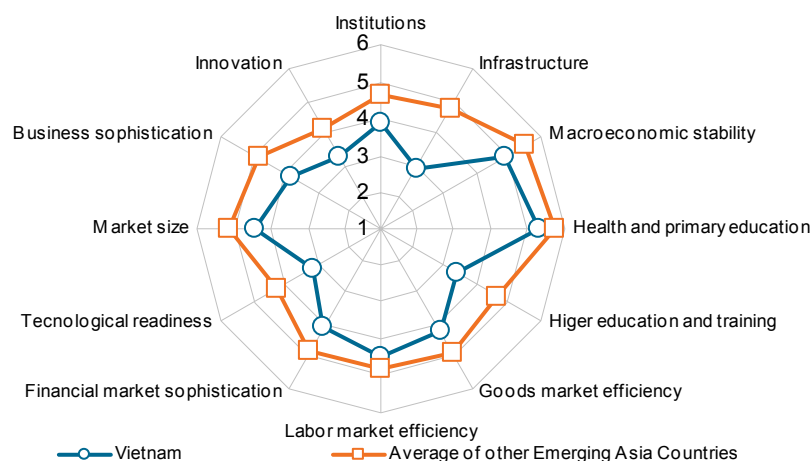 Institutions
6
Innovation
Infrastructure
5
4
Business sophistication
Macroeconomic stability
3
2
Market size
1
Health and primary education
Tecnological readiness
Higer education and training
Financial market sophistication
Goods market efficiency
Labor market efficiency
Vietnam
Average of other Emerging Asia Countries